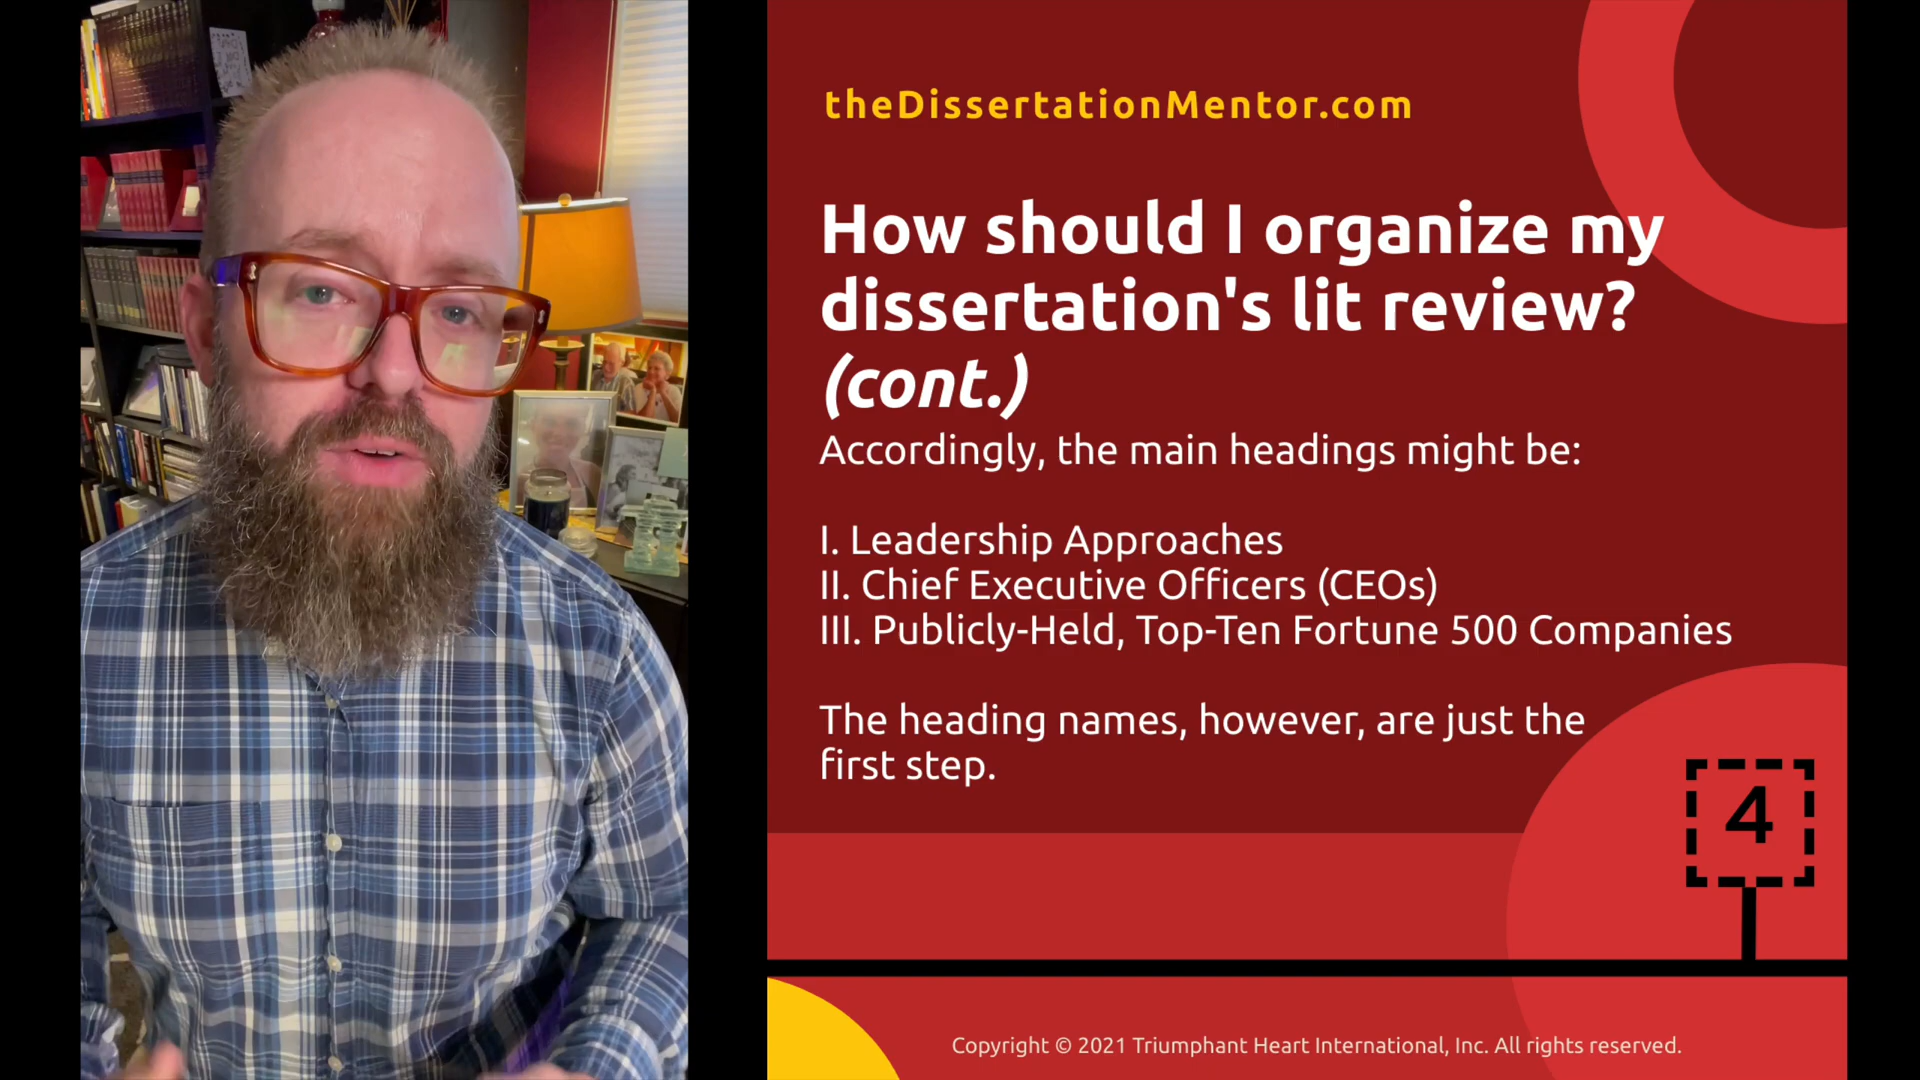 theDissertationMentor.com
How should I organize my
dissertation's lit review?
(cont.)
Accordingly, the main headings might be:
I. Leadership Approaches
II. Chief Executive Officers (CEOs)
III. Publicly-Held, Top-Ten Fortune 500 Companies
The heading names, however, are just the
first step.
4
Copyright © 2021 Triumphant Heart International, Inc. All rights reserved.